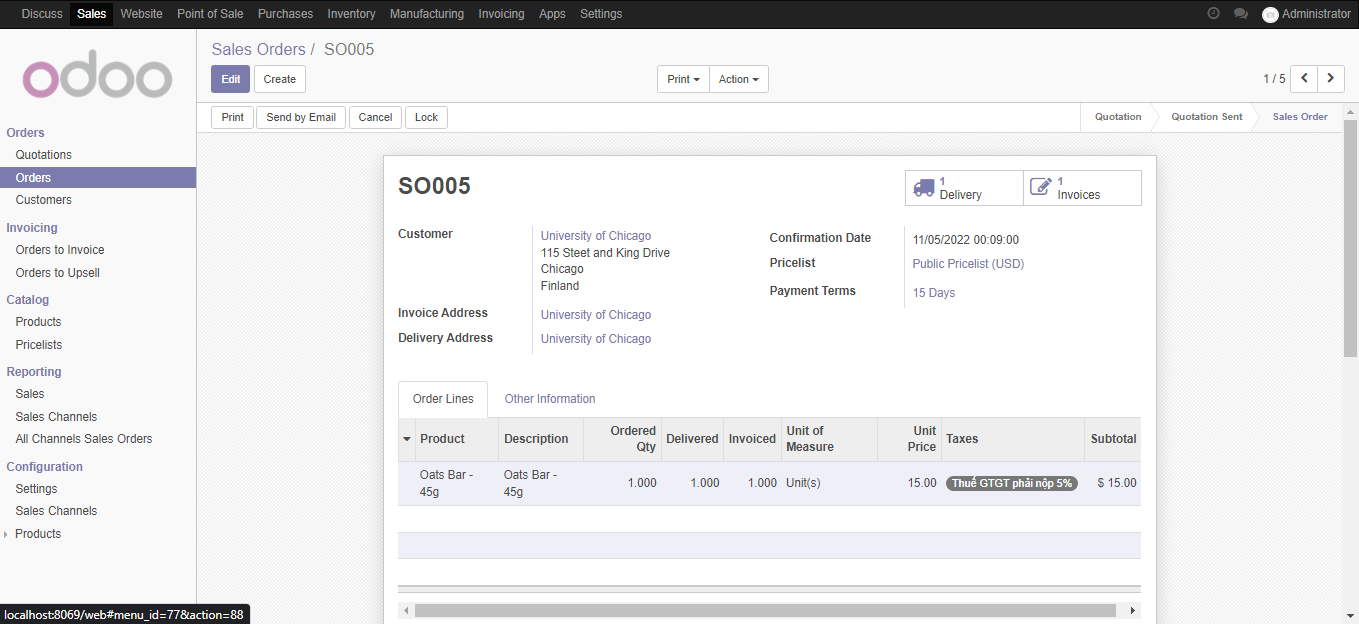 Discuss Sales Website Point of Sale Purchases Inventory Manufacturing Invoicing Apps Settings Administrator
odoo
Orders
Quotations
Orders
Customers
Invoicing
Orders to Invoice
Orders to Upsell
Catalog
Products
Pricelists
Reporting
Sales
Sales Channels
All Channels Sales Orders
Configuration
Settings
Sales Channels
Products
localhost:8069/web#menu_id=77&action=88
Sales Orders / SO005
Edit Create Print Action 1 / 5
Print Send by Email Cancel Lock Quotation Quotation Sent Sales Order
SO005
1
Delivery
1
Invoices
Customer
University of Chicago
115 Steet and King Drive
Chicago
Finland
Invoice Address University of Chicago
Delivery Address University of Chicago
Confirmation Date 11/05/2022 00:09:00
Pricelist Public Pricelist (USD)
Payment Terms 15 Days
Order Lines Other Information
Product Description Ordered Qty Delivered Invoiced Unit of Measure Unit Price Taxes Subtotal
Oats Bar - 45g Oats Bar - 45g 1.000 1.000 1.000 Unit(s) 15.00 Thuế GTGT phải nộp 5% $ 15.00